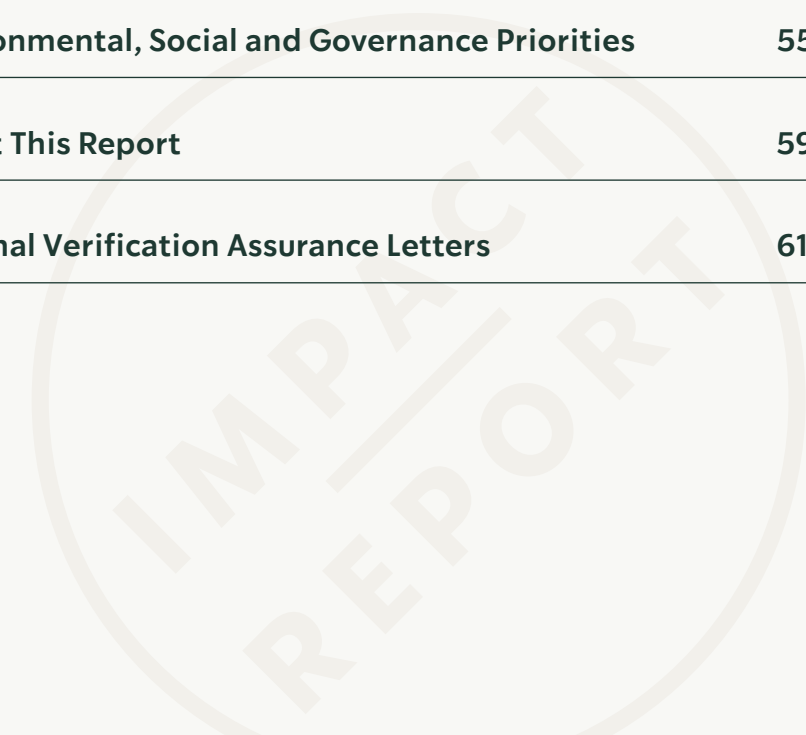 onmental, Social and Governance Priorities 55
t This Report 59
nal Verification Assurance Letters 61
IMPACT
REPORT